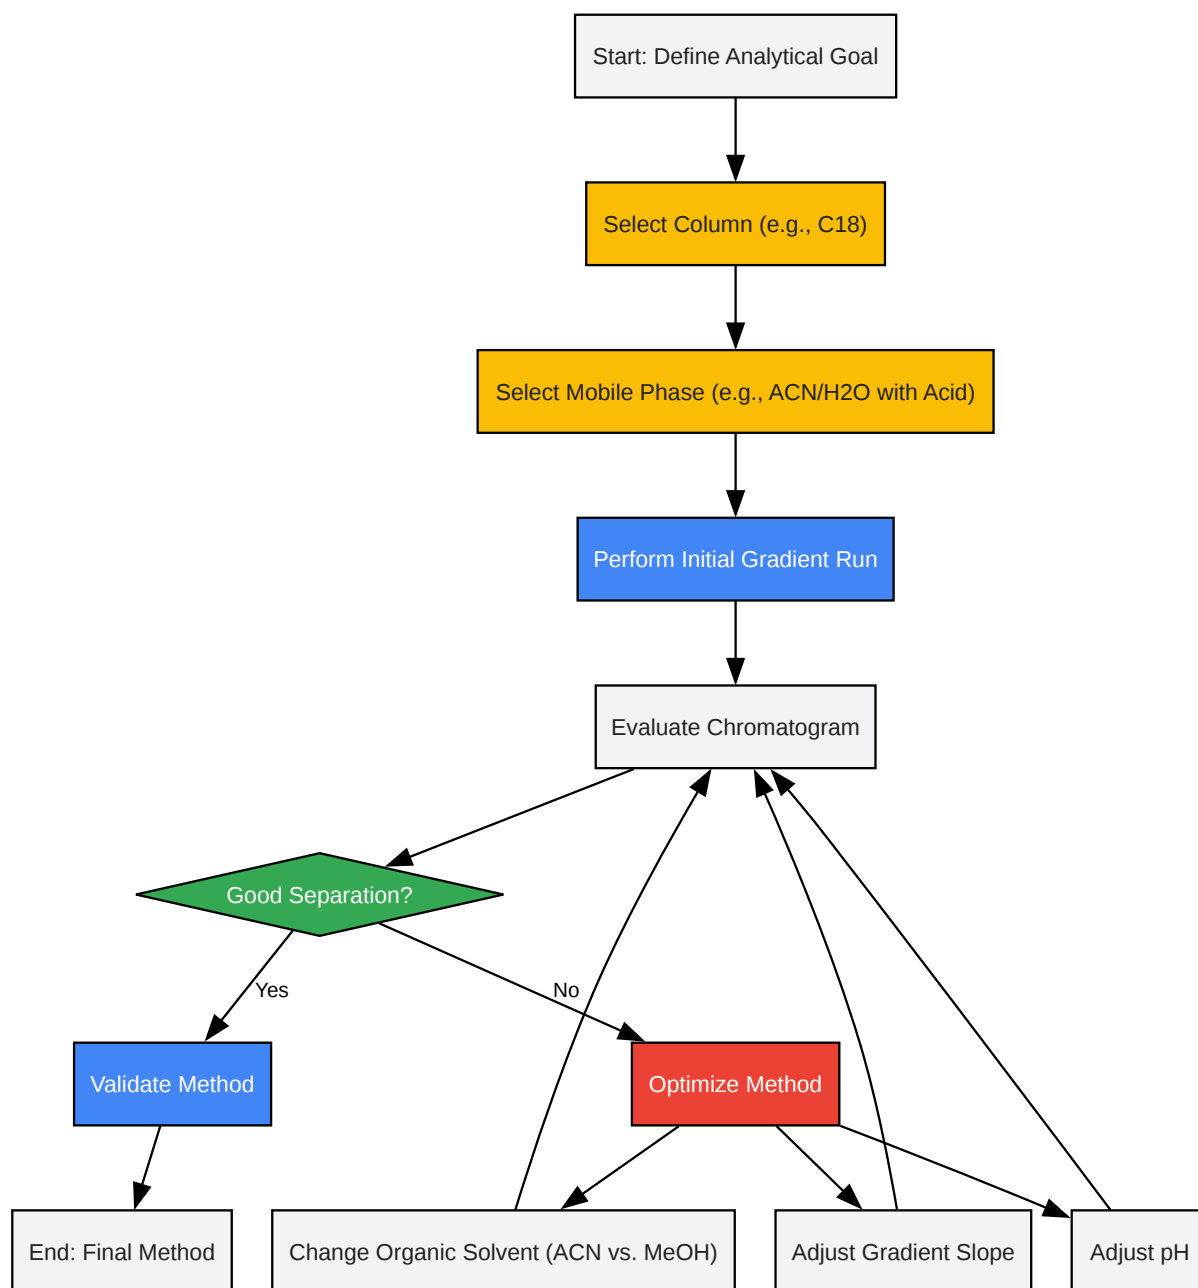 Start: Define Analytical Goal
Select Column (e.g., C18)
Select Mobile Phase (e.g., ACN/H2O with Acid)
Perform Initial Gradient Run
Evaluate Chromatogram
Good Separation?
Yes
No
Validate Method
Optimize Method
End: Final Method
Change Organic Solvent (ACN vs. MeOH)
Adjust Gradient Slope
Adjust pH